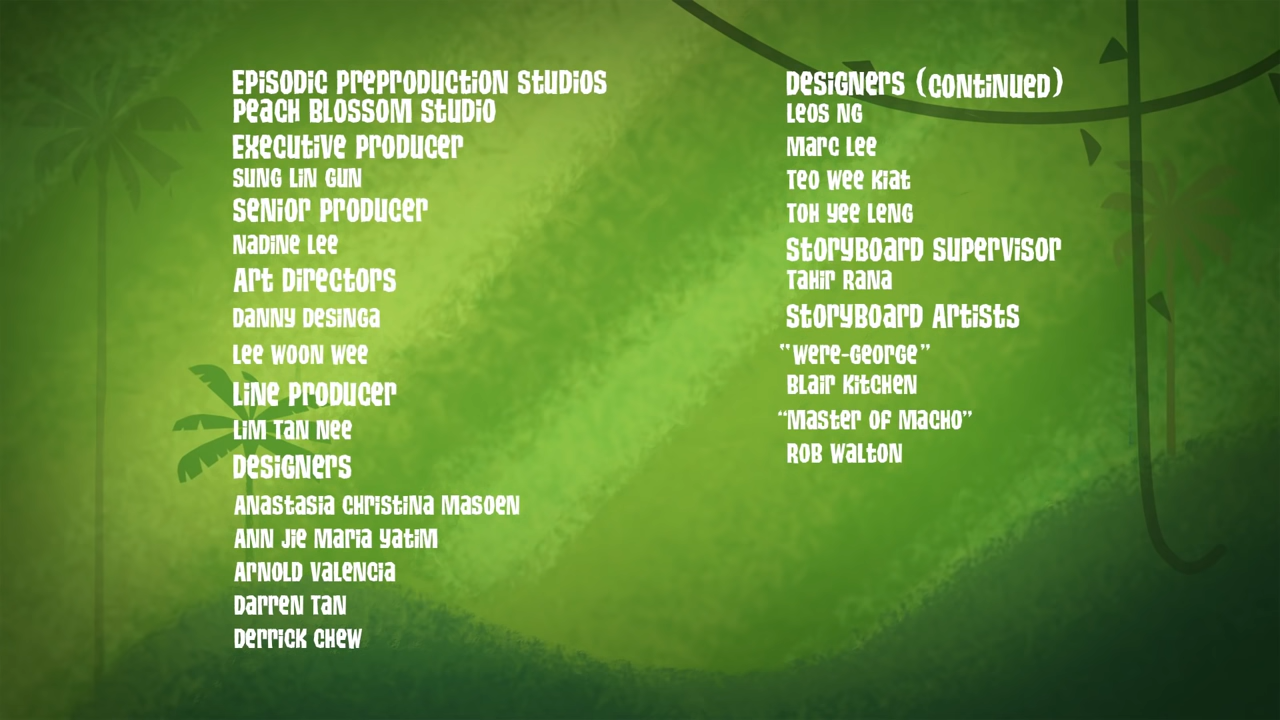 Episodic Preproduction Studios
Peach Blossom Studio
Executive Producer
Sung Lin Gun
Senior Producer
Nadine Lee
Art Directors
Danny Desinga
Lee Woon Wee
Line Producer
Lim Tan Nee
Designers
Anastasia Christina Masoen
Ann Jie Maria Yatim
Arnold Valencia
Darren Tan
Derrick Chew
Designers (Continued)
Leos Ng
Marc Lee
Teo Wee Kiat
Toh Yee Leng
Storyboard Supervisor
Tahir Rana
Storyboard Artists
“Were-George”
Blair Kitchen
“Master of Macho”
Rob Walton